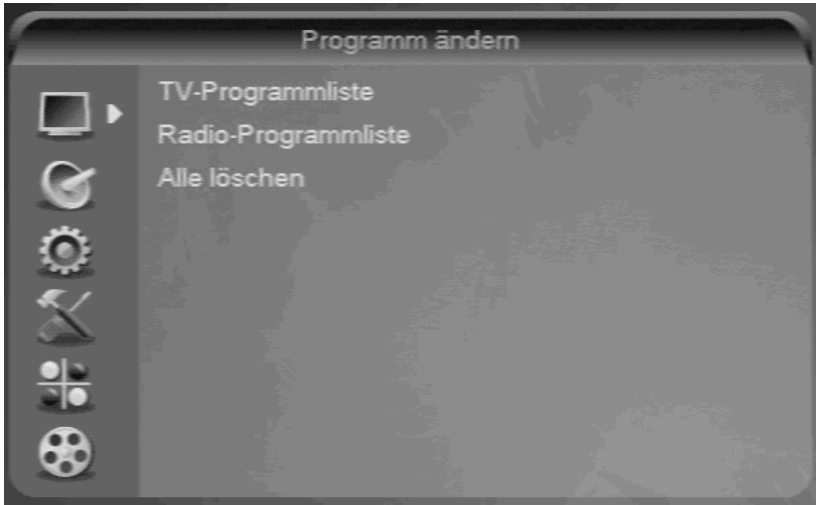 Programm ändern
TV-Programmliste
Radio-Programmliste
Alle löschen